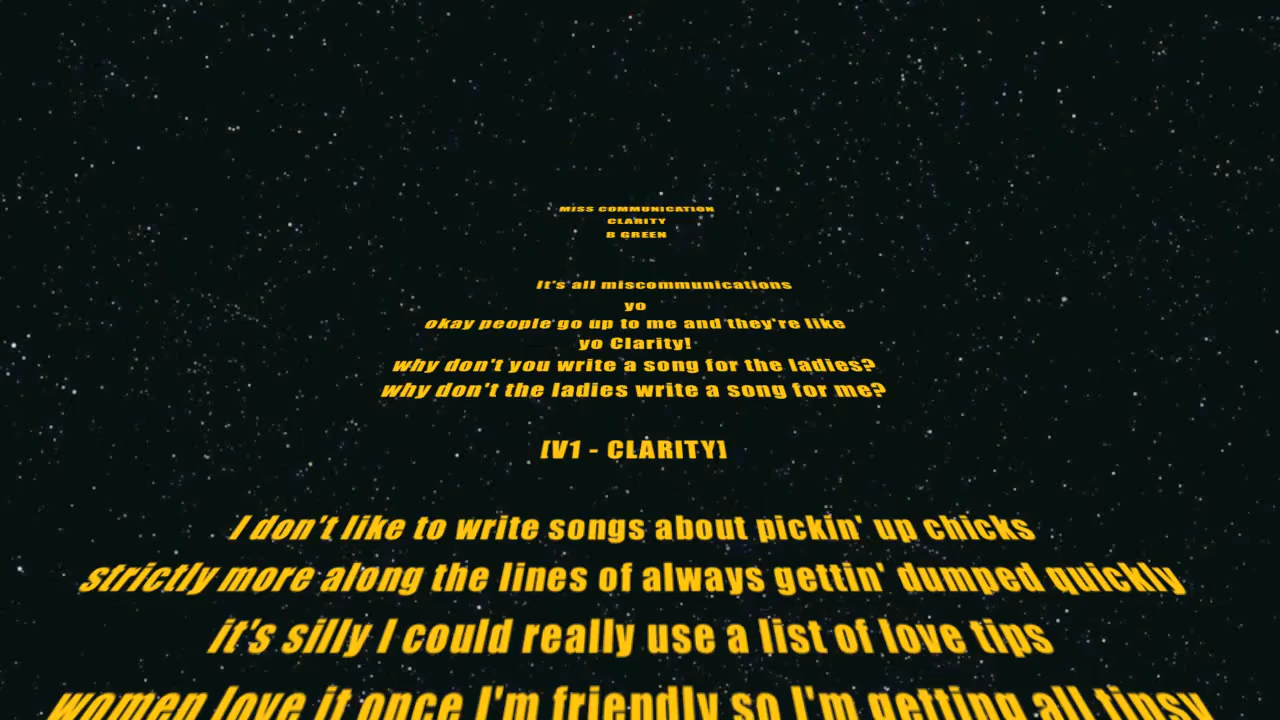 MISS COMMUNICATION
CLARITY
B GREEN
It's all miscommunications
yo
okay people go up to me and they're like
yo Clarity!
why don't you write a song for the ladies?
why don't the ladies write a song for me?
[V1 - CLARITY]
I don't like to write songs about pickin' up chicks
strictly more along the lines of always gettin' dumped quickly
it's silly I could really use a list of love tips
women love it once I'm friendly so I'm getting all tipsy